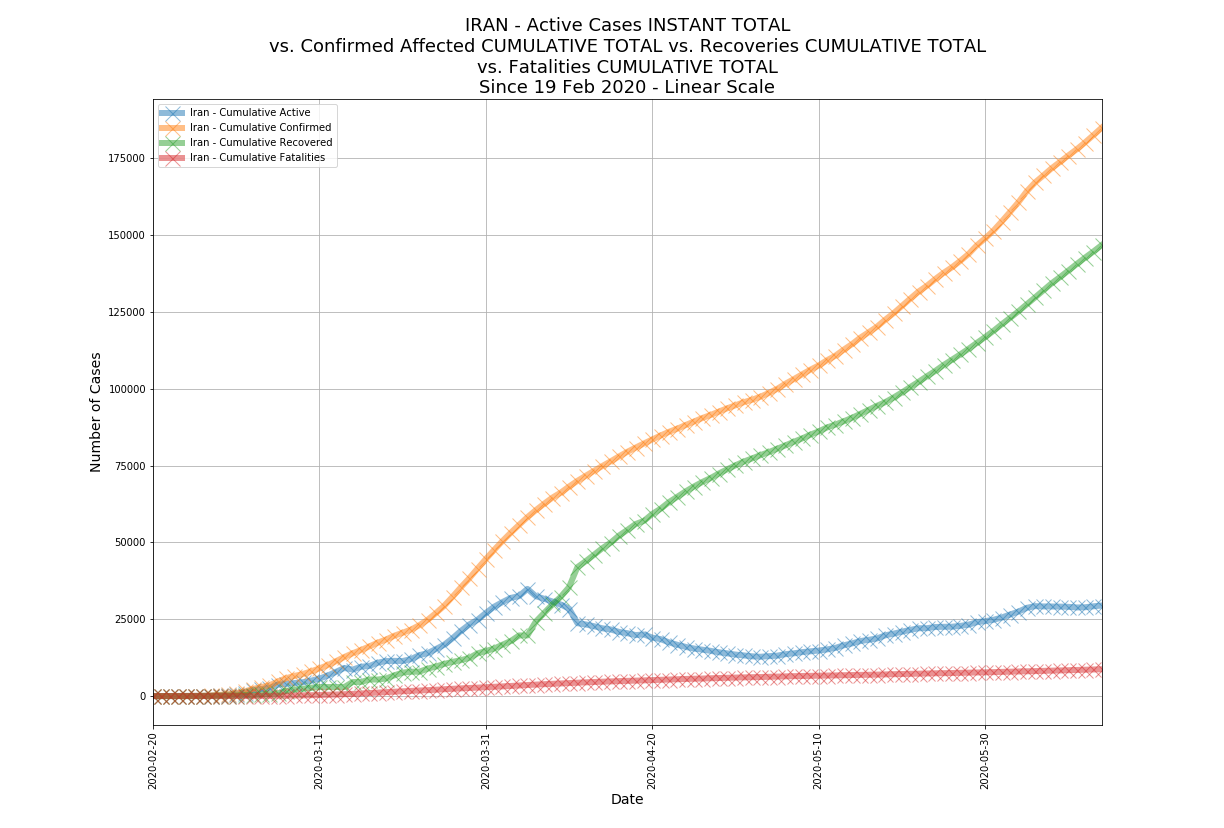 IRAN - Active Cases INSTANT TOTAL
vs. Confirmed Affected CUMULATIVE TOTAL vs. Recoveries CUMULATIVE TOTAL
vs. Fatalities CUMULATIVE TOTAL
Since 19 Feb 2020 - Linear Scale
Iran - Cumulative Active
Iran - Cumulative Confirmed
Iran - Cumulative Recovered
Iran - Cumulative Fatalities
Number of Cases
175000
150000
125000
100000
75000
50000
25000
0
2020-02-20
2020-03-11
2020-03-31
2020-04-20
2020-05-10
2020-05-30
Date